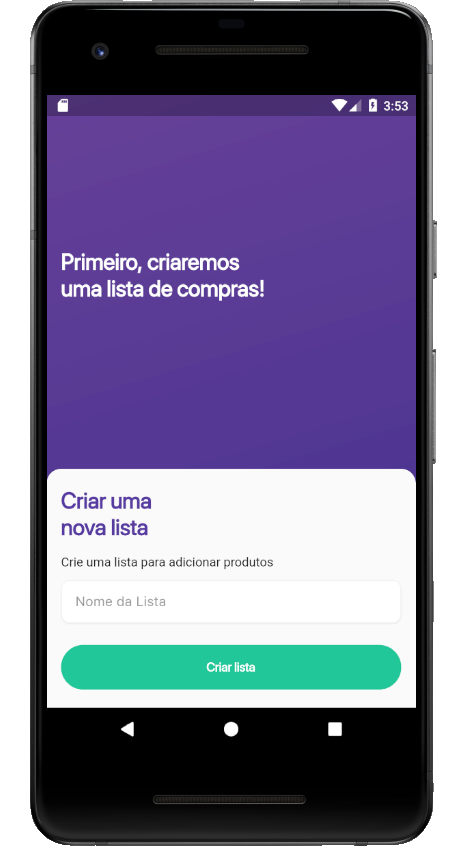 3:53
Primeiro, criaremos
uma lista de compras!
Criar uma
nova lista
Crie uma lista para adicionar produtos
Nome da Lista
Criar lista